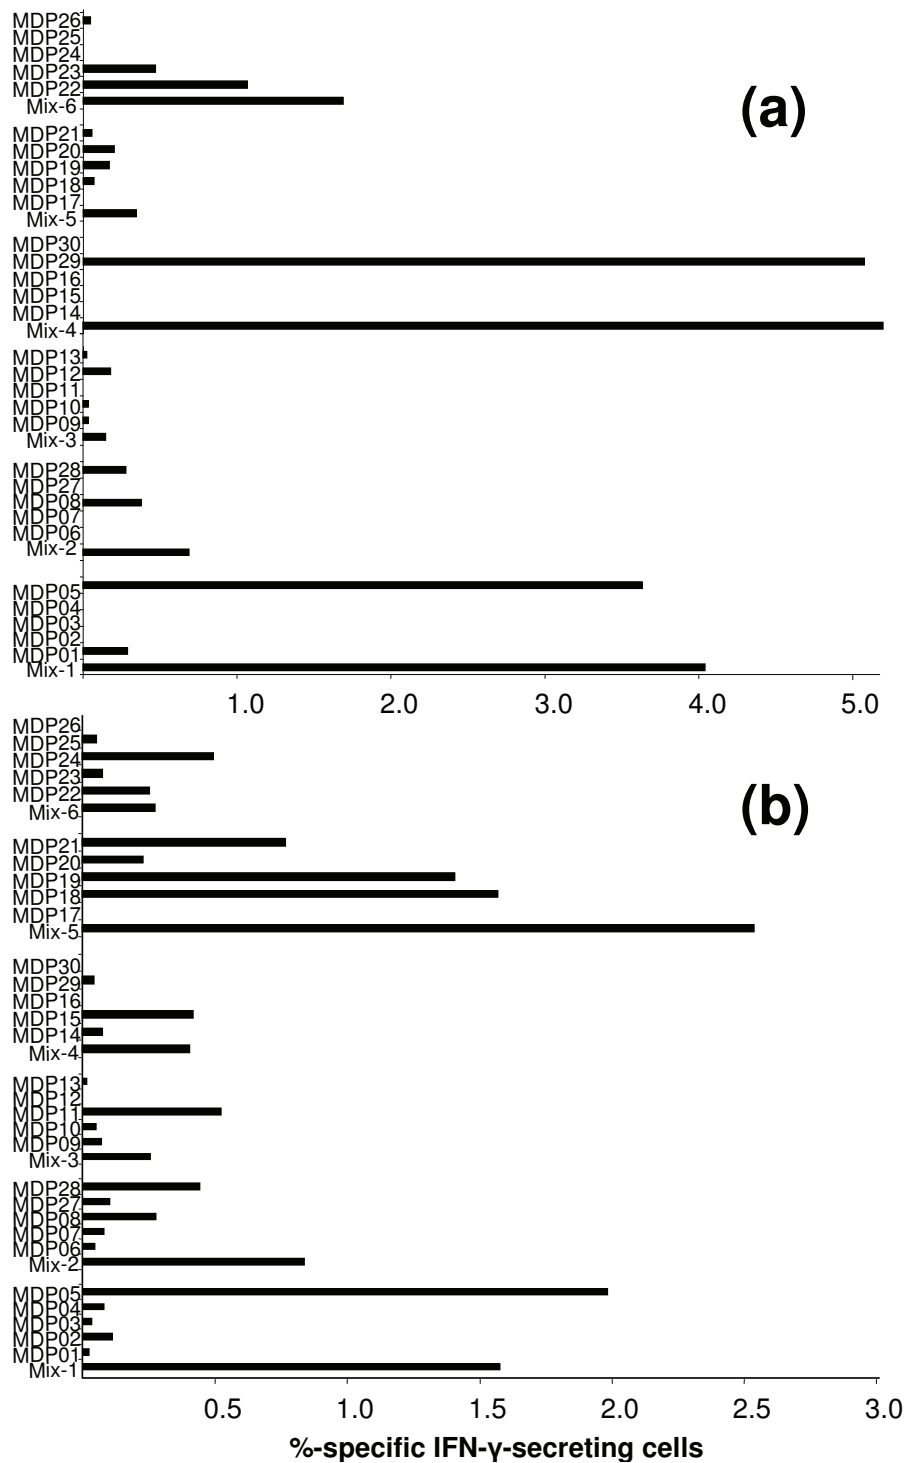 MDP26
MDP25
MDP24
MDP23
MDP22
Mix-6
(a)
MDP21
MDP20
MDP19
MDP18
MDP17
Mix-5
MDP30
MDP29
MDP16
MDP15
MDP14
Mix-4
MDP13
MDP12
MDP11
MDP10
MDP09
Mix-3
MDP28
MDP27
MDP08
MDP07
MDP06
Mix-2
MDP05
MDP04
MDP03
MDP02
MDP01
Mix-1
1.0 2.0 3.0 4.0 5.0
MDP26
MDP25
MDP24
MDP23
MDP22
Mix-6
(b)
MDP21
MDP20
MDP19
MDP18
MDP17
Mix-5
MDP30
MDP29
MDP16
MDP15
MDP14
Mix-4
MDP13
MDP12
MDP11
MDP10
MDP09
Mix-3
MDP28
MDP27
MDP08
MDP07
MDP06
Mix-2
MDP05
MDP04
MDP03
MDP02
MDP01
Mix-1
0.5 1.0 1.5 2.0 2.5 3.0
%-specific IFN-γ-secreting cells